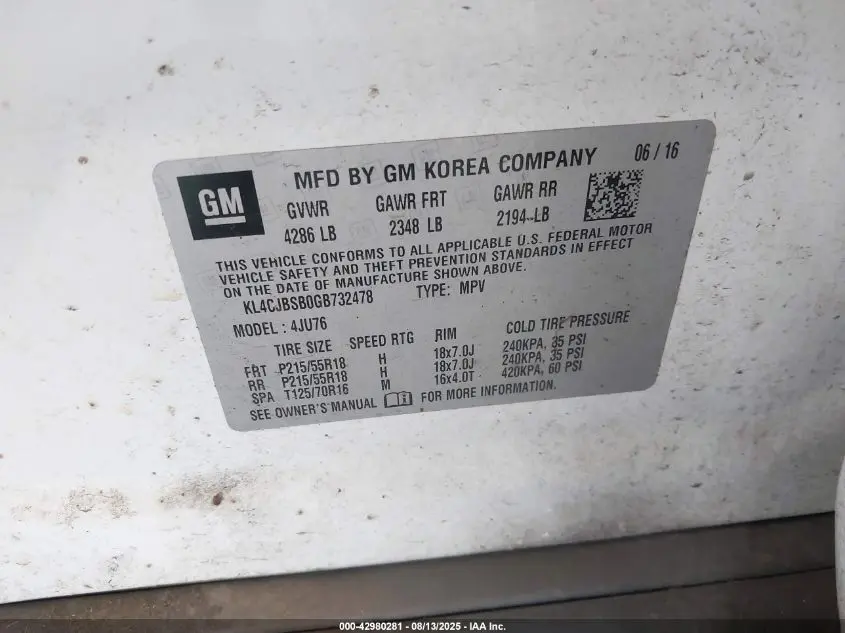 MFD BY GM KOREA COMPANY 06 / 16
GM
GVWR GAWR FRT GAWR RR
4286 LB 2348 LB 2194 LB
THIS VEHICLE CONFORMS TO ALL APPLICABLE U.S. FEDERAL MOTOR
VEHICLE SAFETY AND THEFT PREVENTION STANDARDS IN EFFECT
ON THE DATE OF MANUFACTURE SHOWN ABOVE.
KL4CJBSB0GB732478 TYPE: MPV
MODEL : 4JU76
TIRE SIZE SPEED RTG RIM COLD TIRE PRESSURE
FRT P215/55R18 H 18x7.0J 240KPA, 35 PSI
RR P215/55R18 H 18x7.0J 240KPA, 35 PSI
SPA T125/70R16 M 16x4.0T 420KPA, 60 PSI
SEE OWNER'S MANUAL FOR MORE INFORMATION.
000-42980281 - 08/13/2025 - IAA Inc.